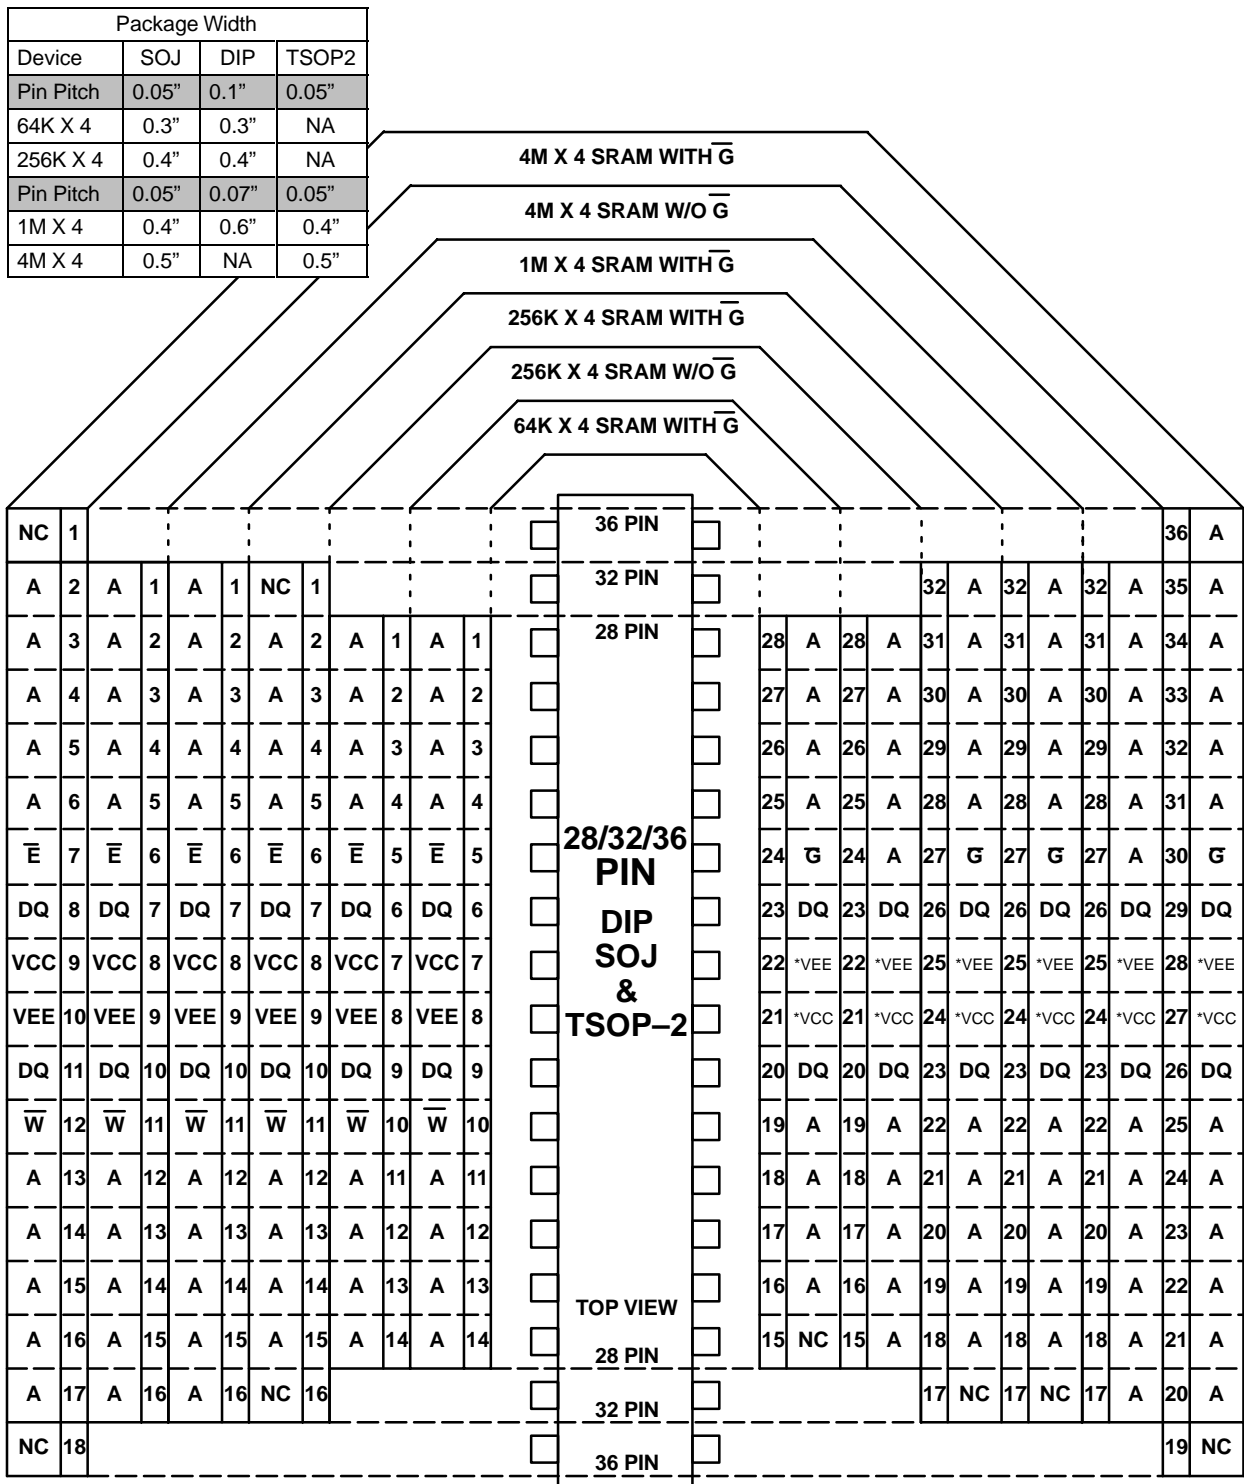 Package Width
Device SOJ DIP TSOP2
Pin Pitch 0.05” 0.1” 0.05”
64K X 4 0.3” 0.3” NA
256K X 4 0.4” 0.4” NA
Pin Pitch 0.05” 0.07” 0.05”
1M X 4 0.4” 0.6” 0.4”
4M X 4 0.5” NA 0.5”
4M X 4 SRAM WITH G̅
4M X 4 SRAM W/O G̅
1M X 4 SRAM WITH G̅
256K X 4 SRAM WITH G̅
256K X 4 SRAM W/O G̅
64K X 4 SRAM WITH G̅
NC 1 36 PIN 36 A
A 2 A 1 A 1 NC 1 32 PIN 32 A 32 A 32 A 35 A
A 3 A 2 A 2 A 2 A 1 A 1 28 PIN 28 A 28 A 31 A 31 A 31 A 34 A
A 4 A 3 A 3 A 3 A 2 A 2 27 A 27 A 30 A 30 A 30 A 33 A
A 5 A 4 A 4 A 4 A 3 A 3 26 A 26 A 29 A 29 A 29 A 32 A
A 6 A 5 A 5 A 5 A 4 A 4 25 A 25 A 28 A 28 A 28 A 31 A
E̅ 7 E̅ 6 E̅ 6 E̅ 6 E̅ 5 E̅ 5 28/32/36 24 G̅ 24 A 27 G̅ 27 G̅ 27 A 30 G̅
PIN
DQ 8 DQ 7 DQ 7 DQ 7 DQ 6 DQ 6 DIP 23 DQ 23 DQ 26 DQ 26 DQ 26 DQ 29 DQ
VCC 9 VCC 8 VCC 8 VCC 8 VCC 7 VCC 7 SOJ 22 *VEE 22 *VEE 25 *VEE 25 *VEE 25 *VEE 28 *VEE
&
VEE 10 VEE 9 VEE 9 VEE 9 VEE 8 VEE 8 TSOP–2 21 *VCC 21 *VCC 24 *VCC 24 *VCC 24 *VCC 27 *VCC
DQ 11 DQ 10 DQ 10 DQ 10 DQ 9 DQ 9 20 DQ 20 DQ 23 DQ 23 DQ 23 DQ 26 DQ
W̅ 12 W̅ 11 W̅ 11 W̅ 11 W̅ 10 W̅ 10 19 A 19 A 22 A 22 A 22 A 25 A
A 13 A 12 A 12 A 12 A 11 A 11 18 A 18 A 21 A 21 A 21 A 24 A
A 14 A 13 A 13 A 13 A 12 A 12 17 A 17 A 20 A 20 A 20 A 23 A
A 15 A 14 A 14 A 14 A 13 A 13 16 A 16 A 19 A 19 A 19 A 22 A
TOP VIEW
A 16 A 15 A 15 A 15 A 14 A 14 28 PIN 15 NC 15 A 18 A 18 A 18 A 21 A
A 17 A 16 A 16 NC 16 32 PIN 17 NC 17 NC 17 A 20 A
NC 18 36 PIN 19 NC